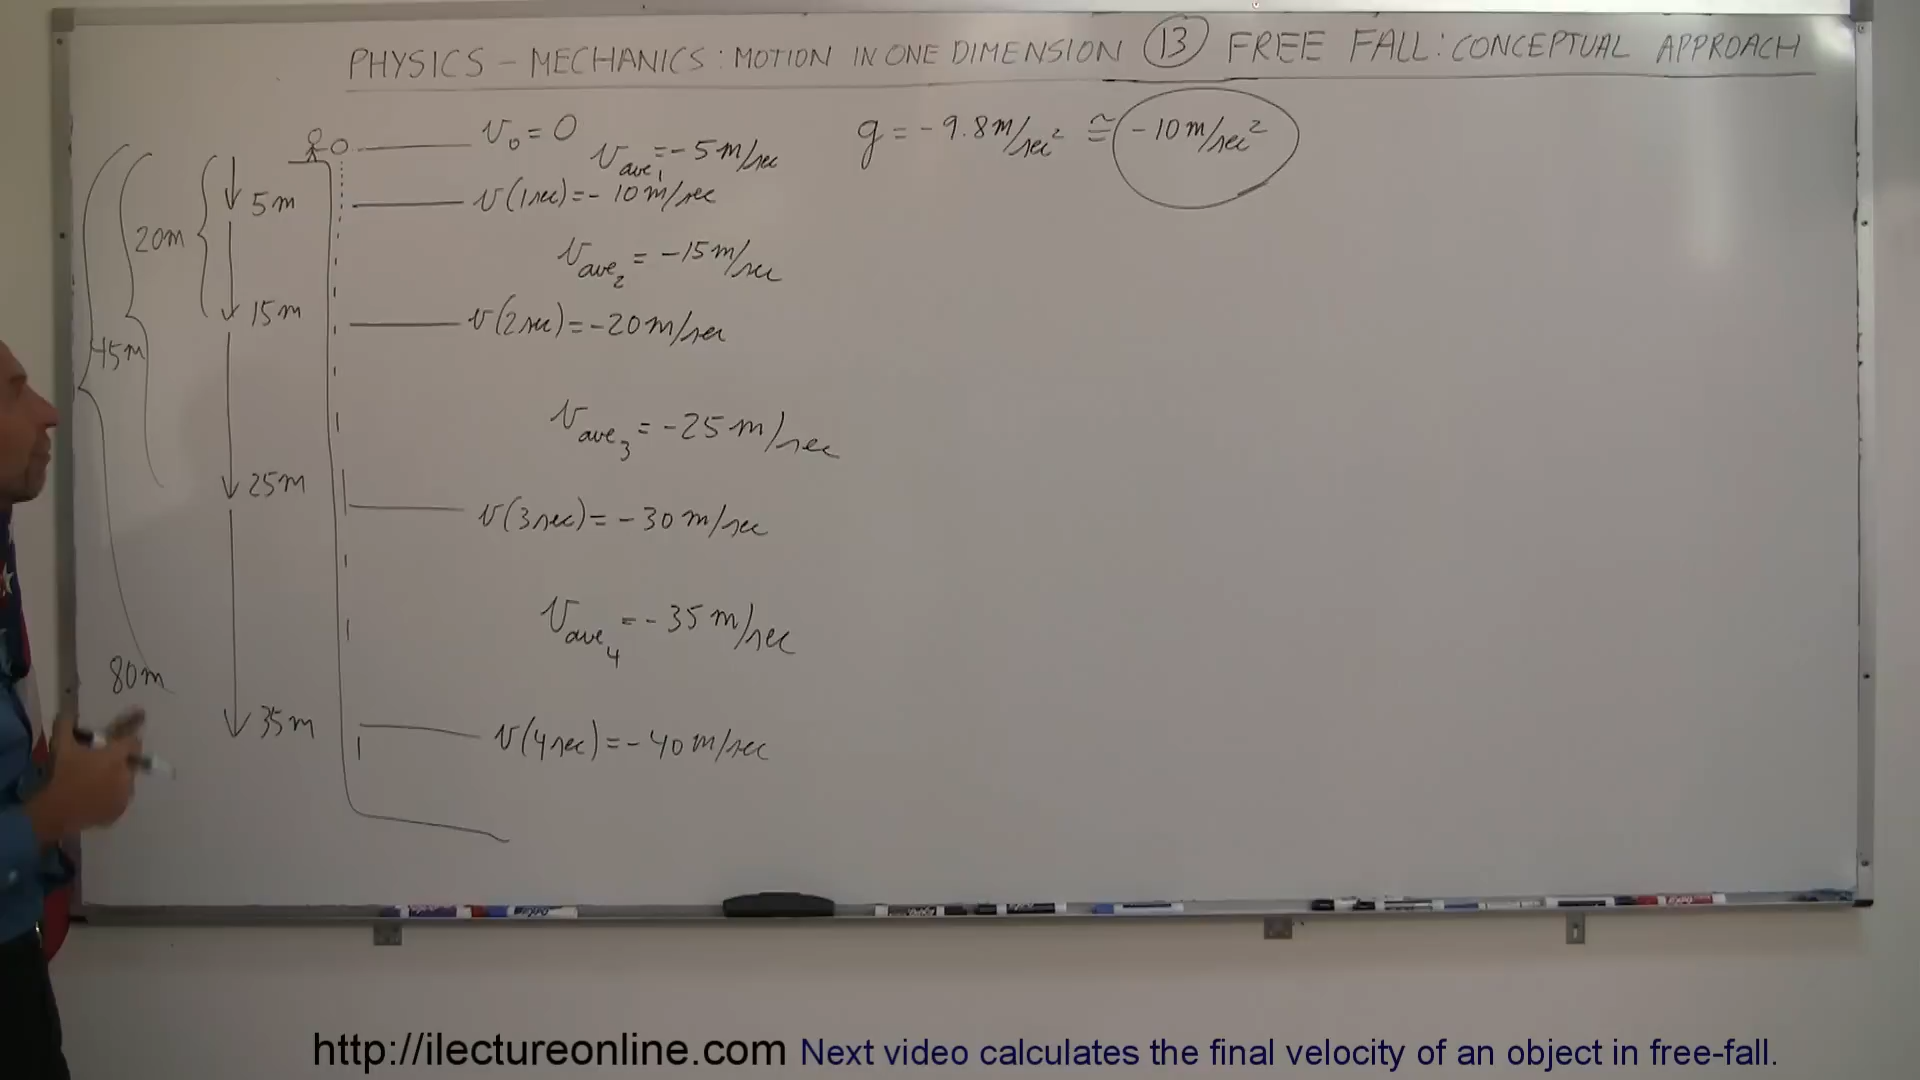 PHYSICS - MECHANICS: MOTION IN ONE DIMENSION 13 FREE FALL: CONCEPTUAL APPROACH
v₀ = 0
g = -9.8 m/sec² ≅ -10 m/sec²
v_ave₁ = -5 m/sec
5m
v(1sec) = -10 m/sec
20m
v_ave₂ = -15 m/sec
15m
v(2sec) = -20 m/sec
45m
v_ave₃ = -25 m/sec
25m
v(3sec) = -30 m/sec
v_ave₄ = -35 m/sec
80m
35m
v(4sec) = -40 m/sec
http://ilectureonline.com Next video calculates the final velocity of an object in free-fall.